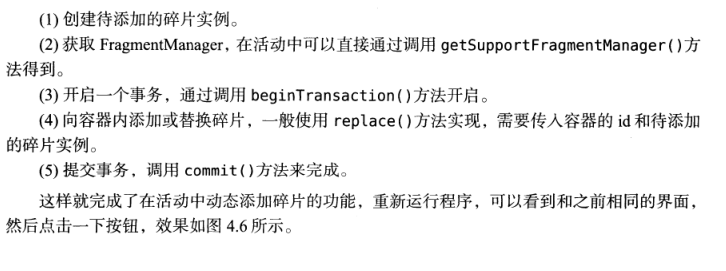 (1) 创建待添加的碎片实例。
(2) 获取 FragmentManager，在活动中可以直接通过调用 getSupportFragmentManager()方
法得到。
(3) 开启一个事务，通过调用 beginTransaction()方法开启。
(4) 向容器内添加或替换碎片，一般使用 replace()方法实现，需要传入容器的 id 和待添加
的碎片实例。
(5) 提交事务，调用 commit()方法来完成。
这样就完成了在活动中动态添加碎片的功能，重新运行程序，可以看到和之前相同的界面，
然后点击一下按钮，效果如图 4.6 所示。